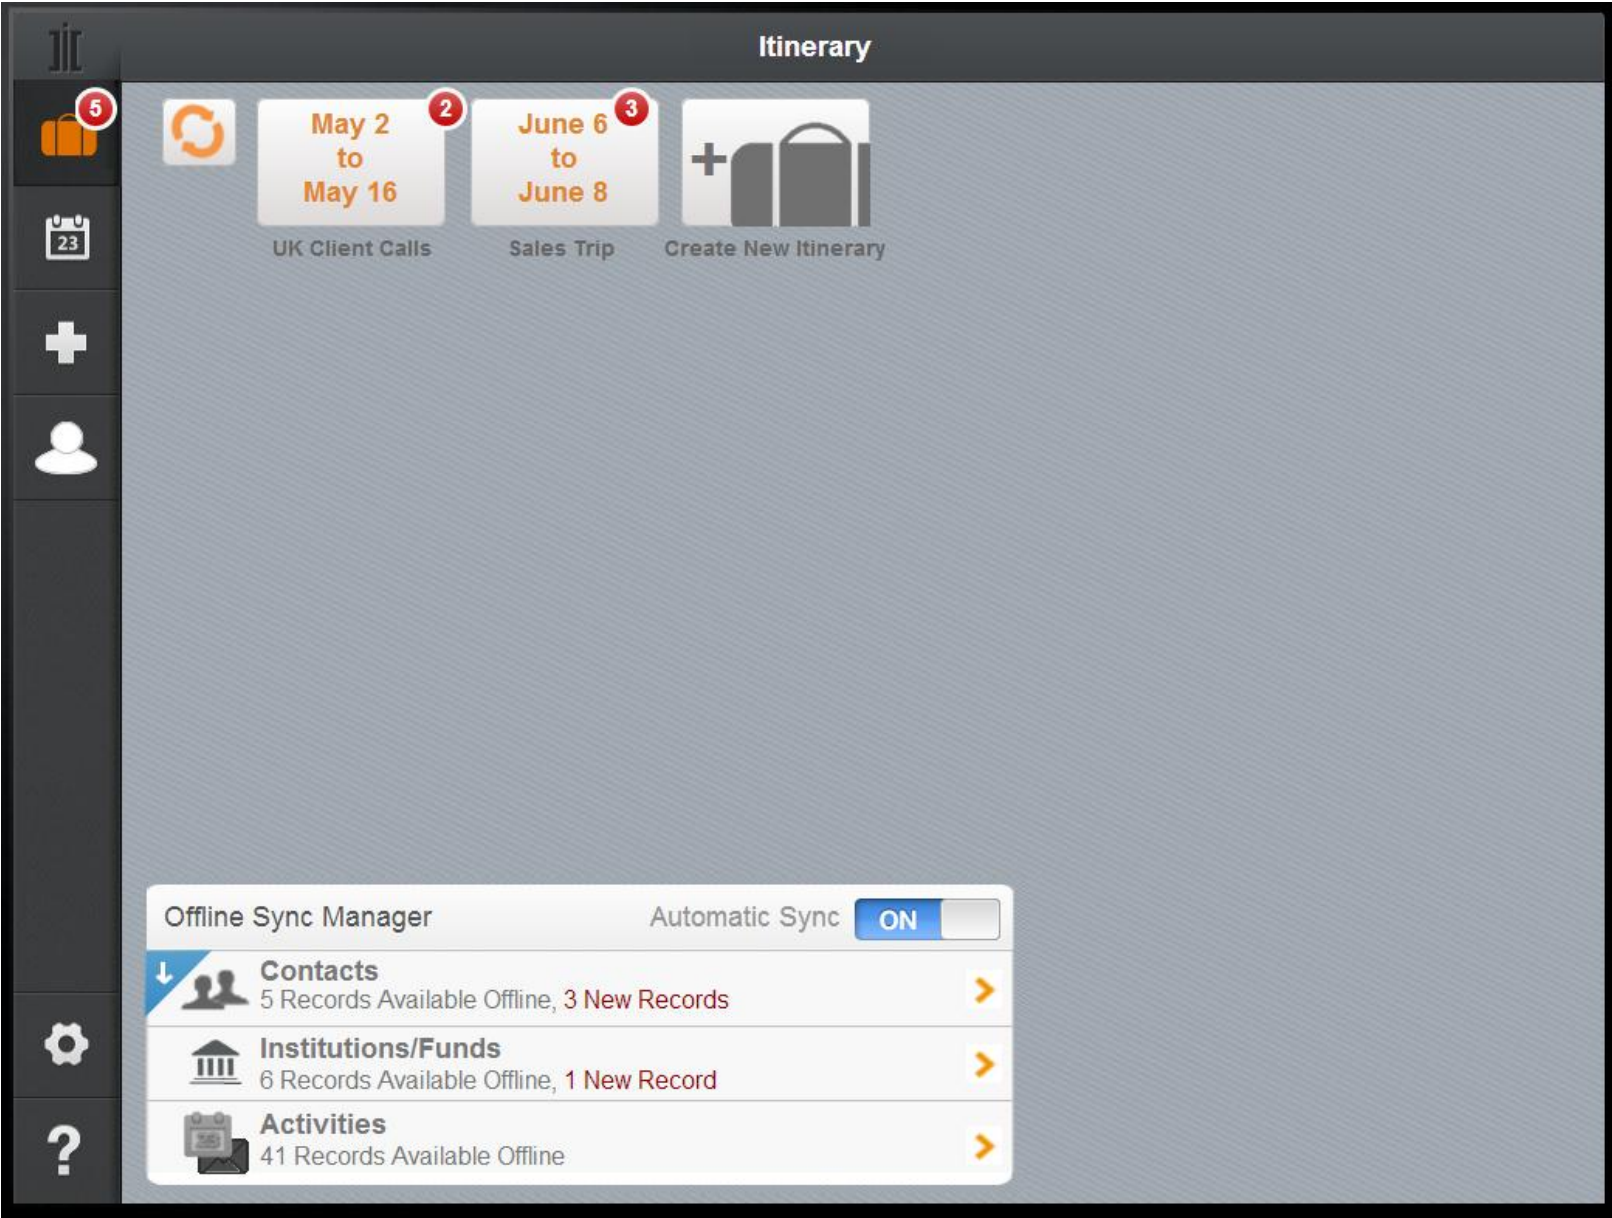 Itinerary
5
2
3
May 2
to
May 16
June 6
to
June 8
+
UK Client Calls
Sales Trip
Create New Itinerary
23
Offline Sync Manager
Automatic Sync
ON
Contacts
5 Records Available Offline, 3 New Records
Institutions/Funds
6 Records Available Offline, 1 New Record
Activities
41 Records Available Offline
?